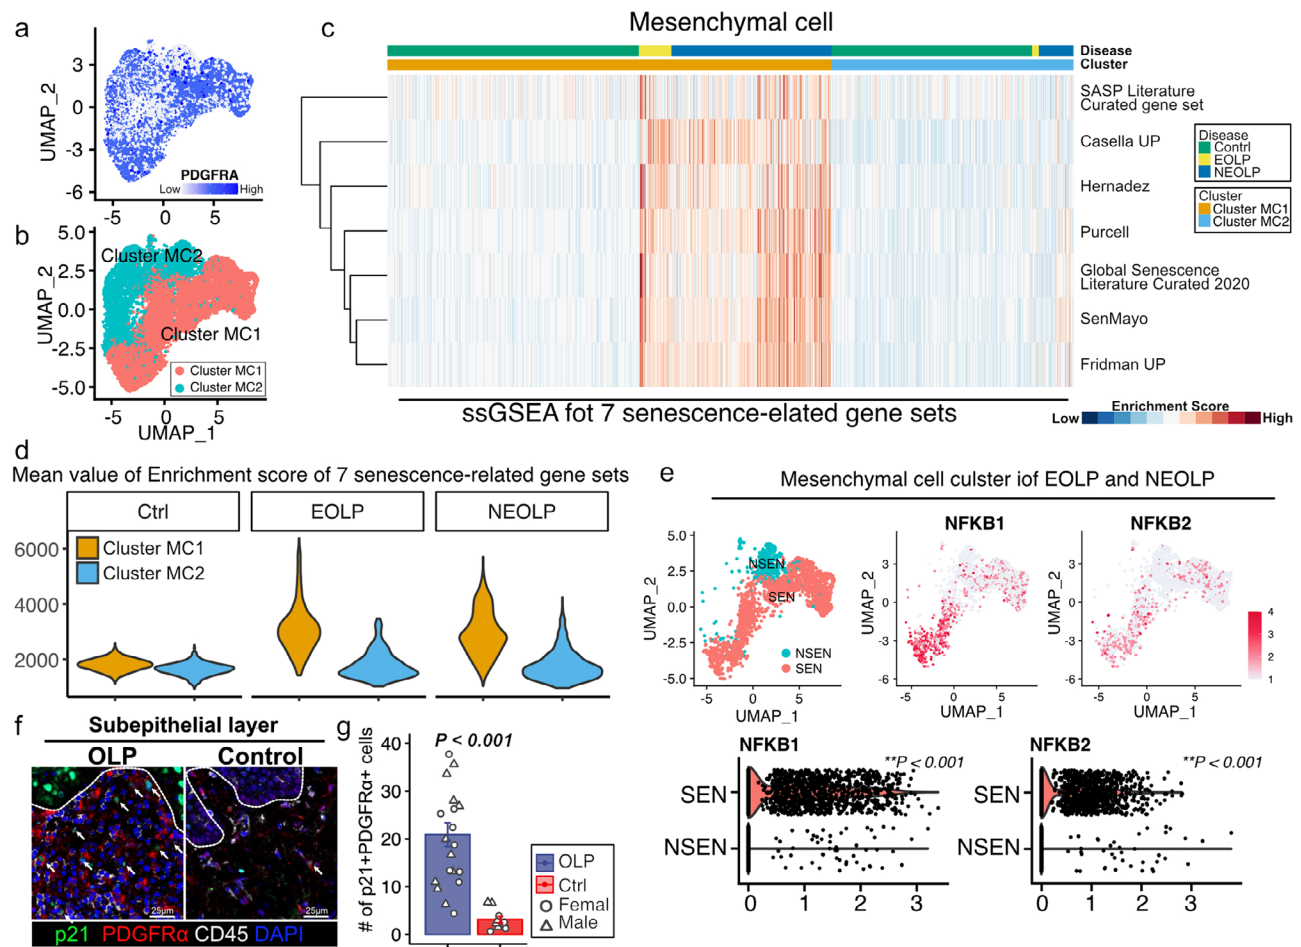 a
3
0
-3
-6
UMAP_2
PDGFRA
Low High
-5 0 5
b
5.0
2.5
0.0
-2.5
-5.0
UMAP_2
Cluster MC2
Cluster MC1
Cluster MC1
Cluster MC2
-5 0 5
UMAP_1
c
Mesenchymal cell
Disease
Cluster
SASP Literature
Curated gene set
Casella UP
Hernadez
Purcell
Global Senescence
Literature Curated 2020
SenMayo
Fridman UP
Disease
Contrl
EOLP
NEOLP
Cluster
Cluster MC1
Cluster MC2
ssGSEA fot 7 senescence-elated gene sets
Enrichment Score
Low High
d
Mean value of Enrichment score of 7 senescence-related gene sets
Ctrl EOLP NEOLP
6000
4000
2000
Cluster MC1
Cluster MC2
e
Mesenchymal cell culster iof EOLP and NEOLP
5.0
2.5
0.0
-2.5
-5.0
UMAP_2
NSEN
SEN
NSEN
SEN
-5 0 5
UMAP_1
NFKB1
3
0
-3
-6
UMAP_2
-5 0 5
UMAP_1
NFKB2
3
0
-3
-6
UMAP_2
-5 0 5
UMAP_1
4
3
2
1
NFKB1
**P < 0.001
SEN
NSEN
0 1 2 3
NFKB2
**P < 0.001
SEN
NSEN
0 1 2 3
f
Subepithelial layer
OLP Control
25µm 25µm
p21 PDGFRα CD45 DAPI
g
P < 0.001
# of p21+PDGFRα+ cells
40
30
20
10
0
OLP
Ctrl
Femal
Male